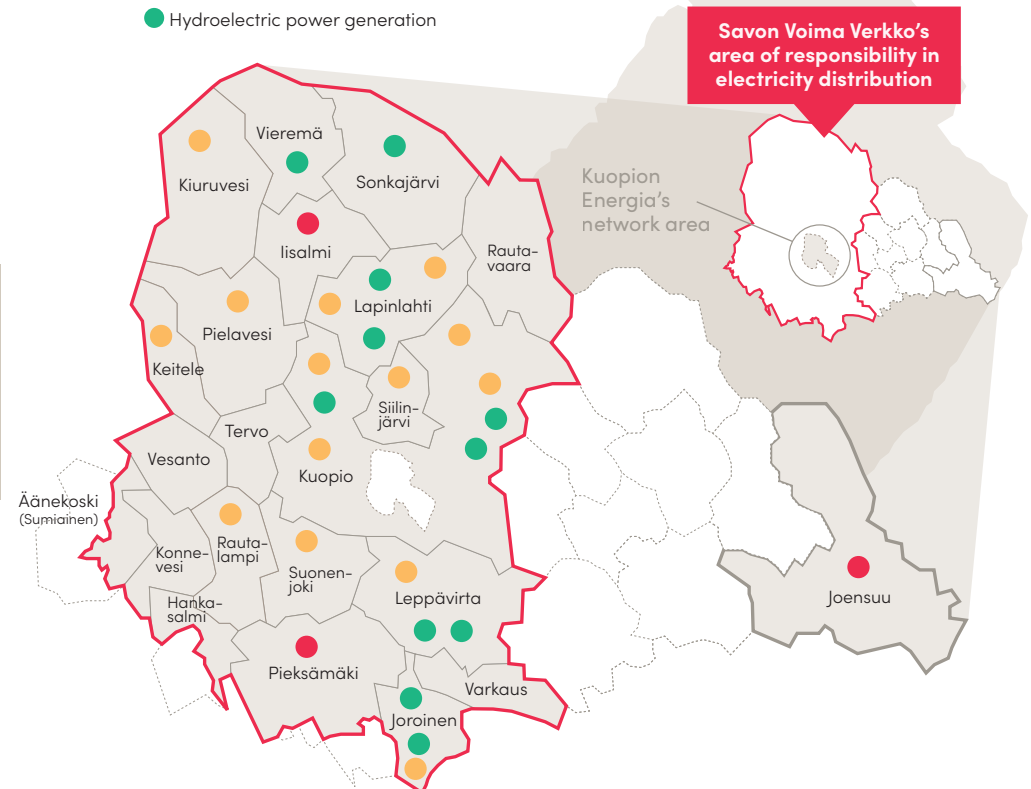 Hydroelectric power generation
Savon Voima Verkko’s
area of responsibility in
electricity distribution
Kuopion
Energia’s
network area
Vieremä
Kiuruvesi
Sonkajärvi
Iisalmi
Rauta-
vaara
Lapinlahti
Pielavesi
Keitele
Siilin-
järvi
Tervo
Vesanto
Kuopio
Äänekoski
(Sumiainen)
Konne-
vesi
Rauta-
lampi
Suonen-
joki
Hanka-
salmi
Leppävirta
Joensuu
Pieksämäki
Varkaus
Joroinen